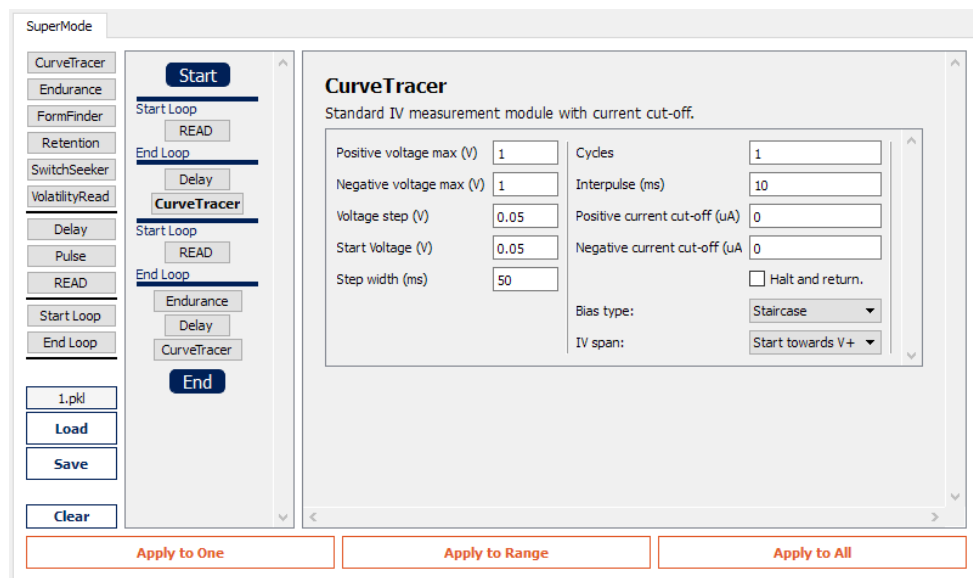 SuperMode
CurveTracer
Endurance
FormFinder
Retention
SwitchSeeker
VolatilityRead
Delay
Pulse
READ
Start Loop
End Loop
1.pkl
Load
Save
Clear
Start
Start Loop
READ
End Loop
Delay
CurveTracer
Start Loop
READ
End Loop
Endurance
Delay
CurveTracer
End
CurveTracer
Standard IV measurement module with current cut-off.
Positive voltage max (V) 1
Negative voltage max (V) 1
Voltage step (V) 0.05
Start Voltage (V) 0.05
Step width (ms) 50
Cycles 1
Interpulse (ms) 10
Positive current cut-off (uA) 0
Negative current cut-off (uA 0
Halt and return.
Bias type: Staircase
IV span: Start towards V+
Apply to One
Apply to Range
Apply to All